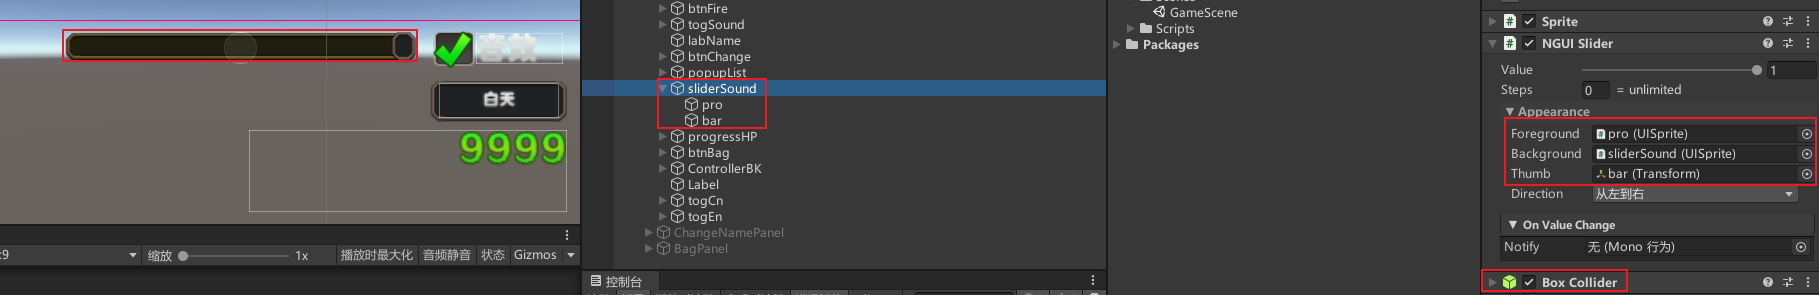 音效
白天
9999
:9
缩放
1x
播放时最大化
音频静音
状态
Gizmos
btnFire
togSound
labName
btnChange
popupList
sliderSound
pro
bar
progressHP
btnBag
ControllerBK
Label
togCn
togEn
ChangeNamePanel
BagPanel
控制台
GameScene
Scripts
Packages
Sprite
NGUI Slider
Value 1
Steps 0 = unlimited
Appearance
Foreground pro (UISprite)
Background sliderSound (UISprite)
Thumb bar (Transform)
Direction 从左到右
On Value Change
Notify 无 (Mono 行为)
Box Collider